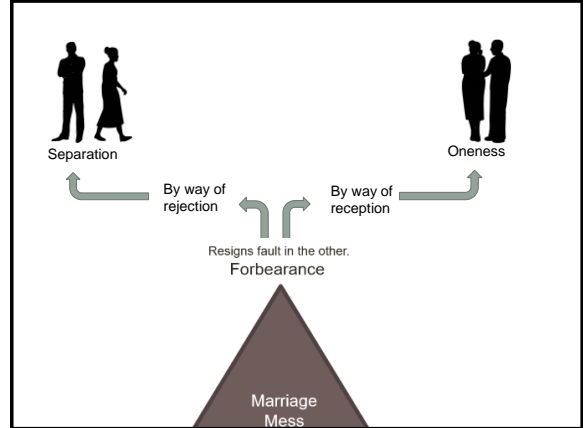 Separation
Oneness
By way of
rejection
By way of
reception
Resigns fault in the other.
Forbearance
Marriage
Mess